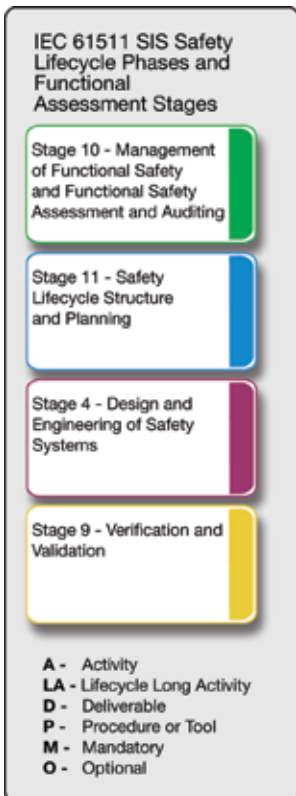 IEC 61511 SIS Safety
Lifecycle Phases and
Functional
Assessment Stages
Stage 10 - Management
of Functional Safety
and Functional Safety
Assessment and Auditing
Stage 11 - Safety
Lifecycle Structure
and Planning
Stage 4 - Design and
Engineering of Safety
Systems
Stage 9 - Verification and
Validation
A - Activity
LA - Lifecycle Long Activity
D - Deliverable
P - Procedure or Tool
M - Mandatory
O - Optional